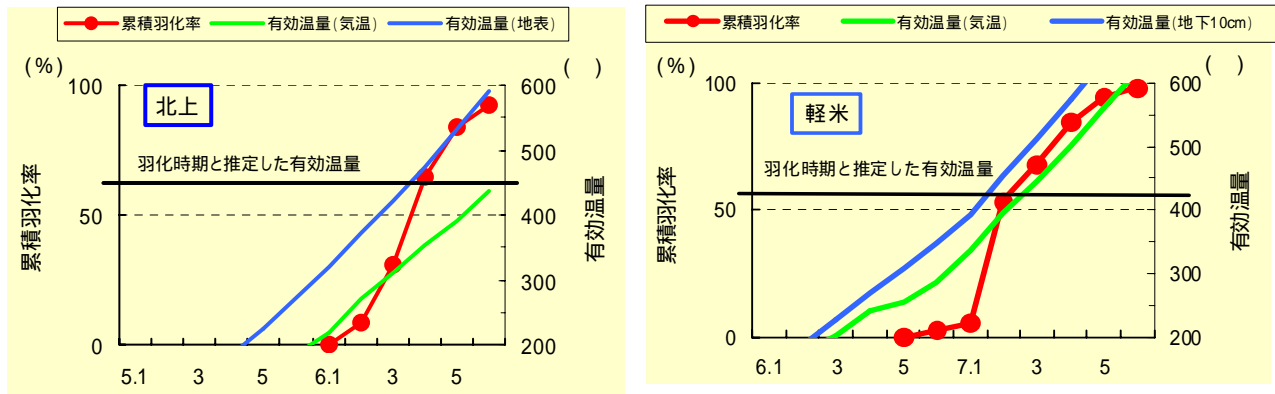 累積羽化率 有効温量(気温) 有効温量(地表)
(%) ( )
100 600
北上
500
羽化時期と推定した有効温量
累積羽化率
有効温量
50 400
300
0 200
5.1 3 5 6.1 3 5
累積羽化率 有効温量(気温) 有効温量(地下10cm)
(%) ( )
100 600
軽米
500
羽化時期と推定した有効温量
累積羽化率
有効温量
50 400
300
0 200
6.1 3 5 7.1 3 5